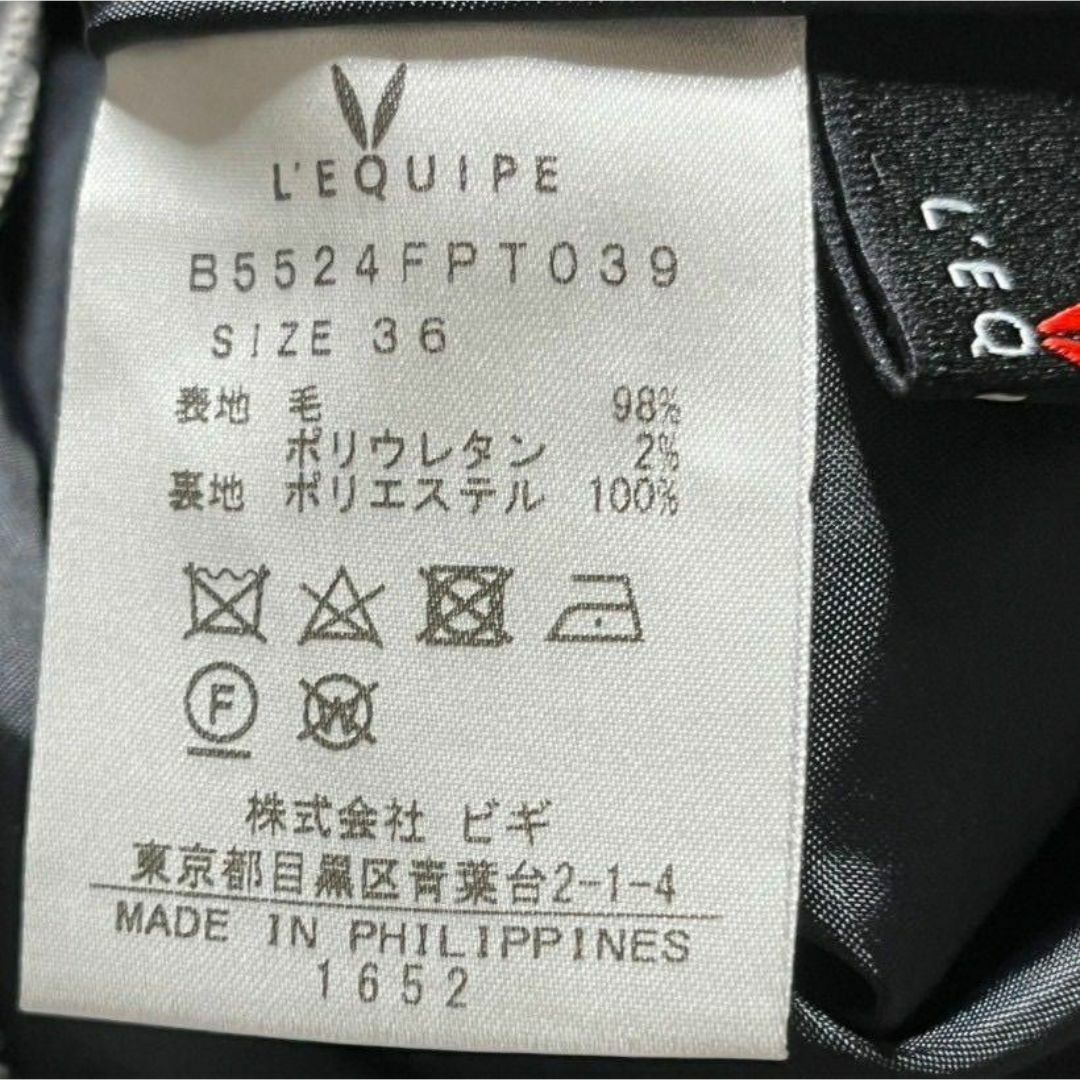 L'EQUIPE
B5524FPT039
SIZE 36
表地 毛 98%
ポリウレタン 2%
裏地 ポリエステル 100%
F W
株式会社 ビギ
東京都目黒区青葉台2-1-4
MADE IN PHILIPPINES
1652
L'EQ